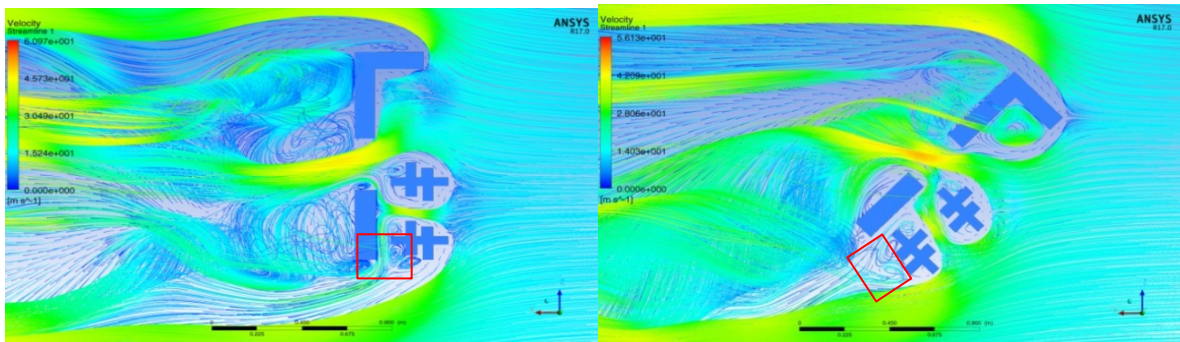 Velocity
Streamline 1
6.097e+001
4.573e+001
3.049e+001
1.524e+001
0.000e+000
[m s^-1]
ANSYS
R17.0
0
0.450
0.900 (m)
0.225
0.675
Velocity
Streamline 1
5.613e+001
4.209e+001
2.806e+001
1.403e+001
0.000e+000
[m s^-1]
ANSYS
R17.0
0
0.450
0.900 (m)
0.225
0.675